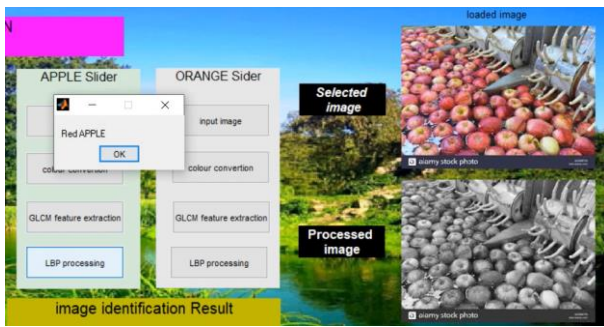 N
loaded image
APPLE Slider
ORANGE Sider
Red APPLE
OK
input image
colour convertion
colour convertion
GLCM feature extraction
GLCM feature extraction
LBP processing
LBP processing
image identification Result
Selected
image
Processed
image
a alamy stock photo
a alamy stock photo